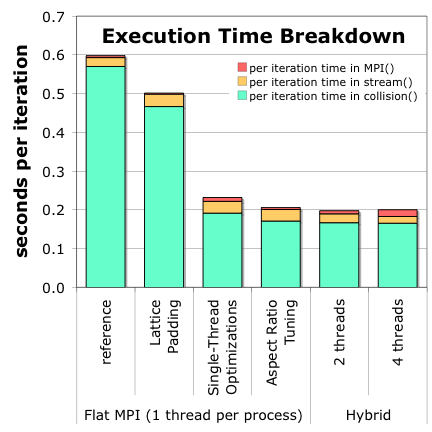 Execution Time Breakdown
per iteration time in MPI()
per iteration time in stream()
per iteration time in collision()
seconds per iteration
0.7
0.6
0.5
0.4
0.3
0.2
0.1
0.0
reference
Lattice
Padding
Single-Thread
Optimizations
Aspect Ratio
Tuning
2 threads
4 threads
Flat MPI (1 thread per process)
Hybrid